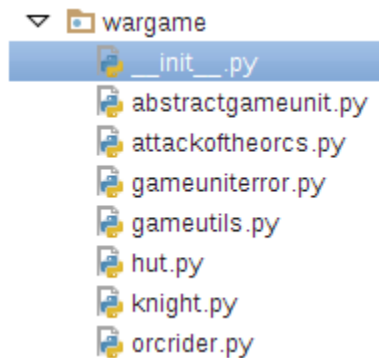 wargame
__init__.py
abstractgameunit.py
attackoftheorcs.py
gameuniterror.py
gameutils.py
hut.py
knight.py
orcrider.py